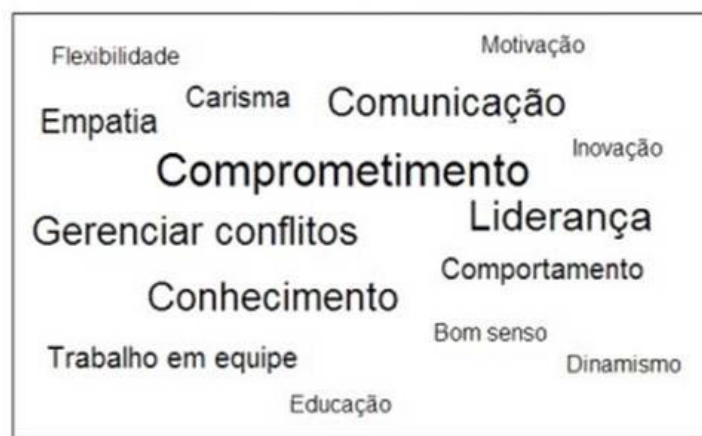 Motivação
Flexibilidade
Carisma
Comunicação
Empatia
Inovação
Comprometimento
Liderança
Gerenciar conflitos
Comportamento
Conhecimento
Bom senso
Trabalho em equipe
Dinamismo
Educação